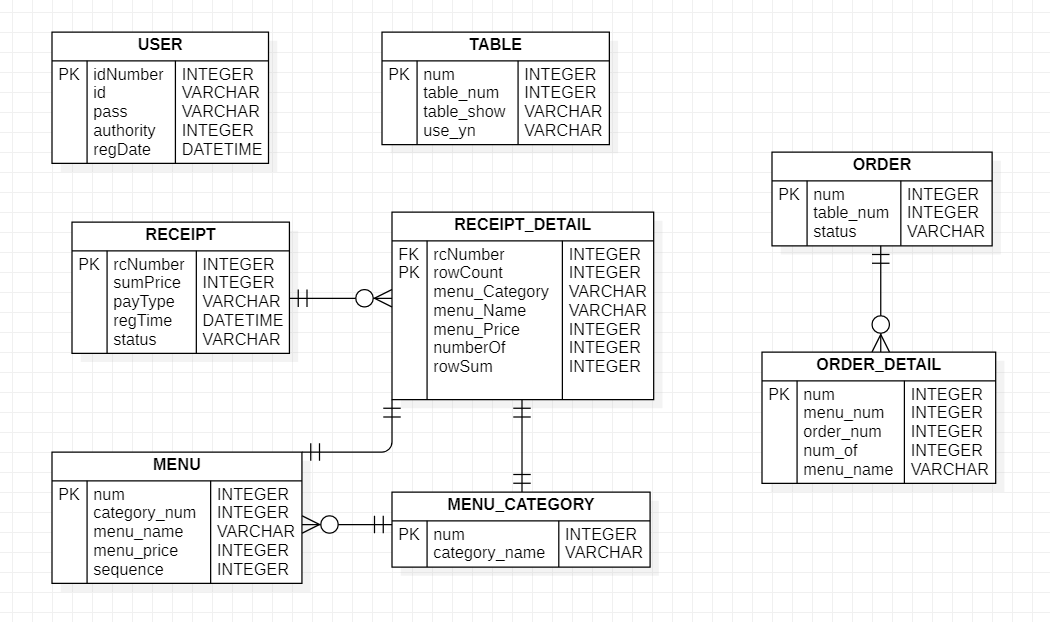 USER
PK idNumber INTEGER
id VARCHAR
pass VARCHAR
authority INTEGER
regDate DATETIME
TABLE
PK num INTEGER
table_num INTEGER
table_show VARCHAR
use_yn VARCHAR
ORDER
PK num INTEGER
table_num INTEGER
status VARCHAR
RECEIPT
PK rcNumber INTEGER
sumPrice INTEGER
payType VARCHAR
regTime DATETIME
status VARCHAR
RECEIPT_DETAIL
FK rcNumber INTEGER
PK rowCount INTEGER
menu_Category VARCHAR
menu_Name VARCHAR
menu_Price INTEGER
numberOf INTEGER
rowSum INTEGER
ORDER_DETAIL
PK num INTEGER
menu_num INTEGER
order_num INTEGER
num_of INTEGER
menu_name VARCHAR
MENU
PK num INTEGER
category_num INTEGER
menu_name VARCHAR
menu_price INTEGER
sequence INTEGER
MENU_CATEGORY
PK num INTEGER
category_name VARCHAR